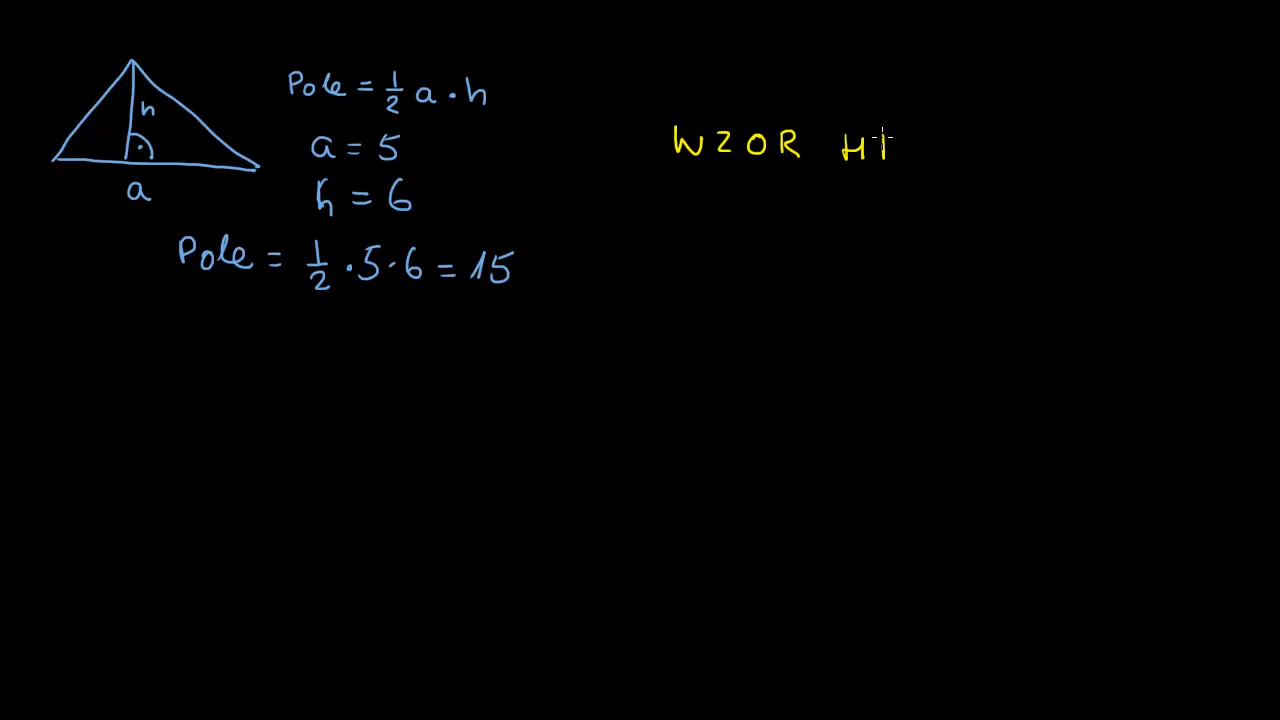 h
a
Pole = 1/2 a · h
a = 5
h = 6
Pole = 1/2 · 5 · 6 = 15
WZOR